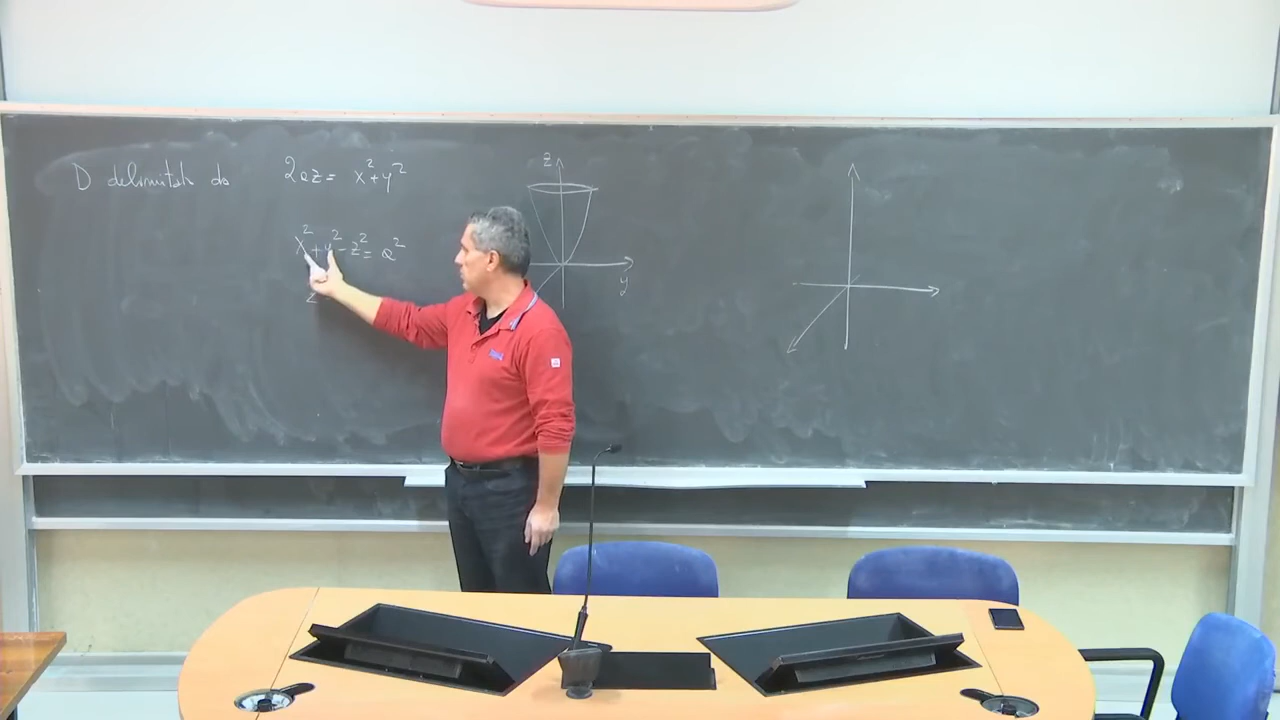 D delimitato da 2az = x²+y²
x²+y²-z² = a²
z
z
y